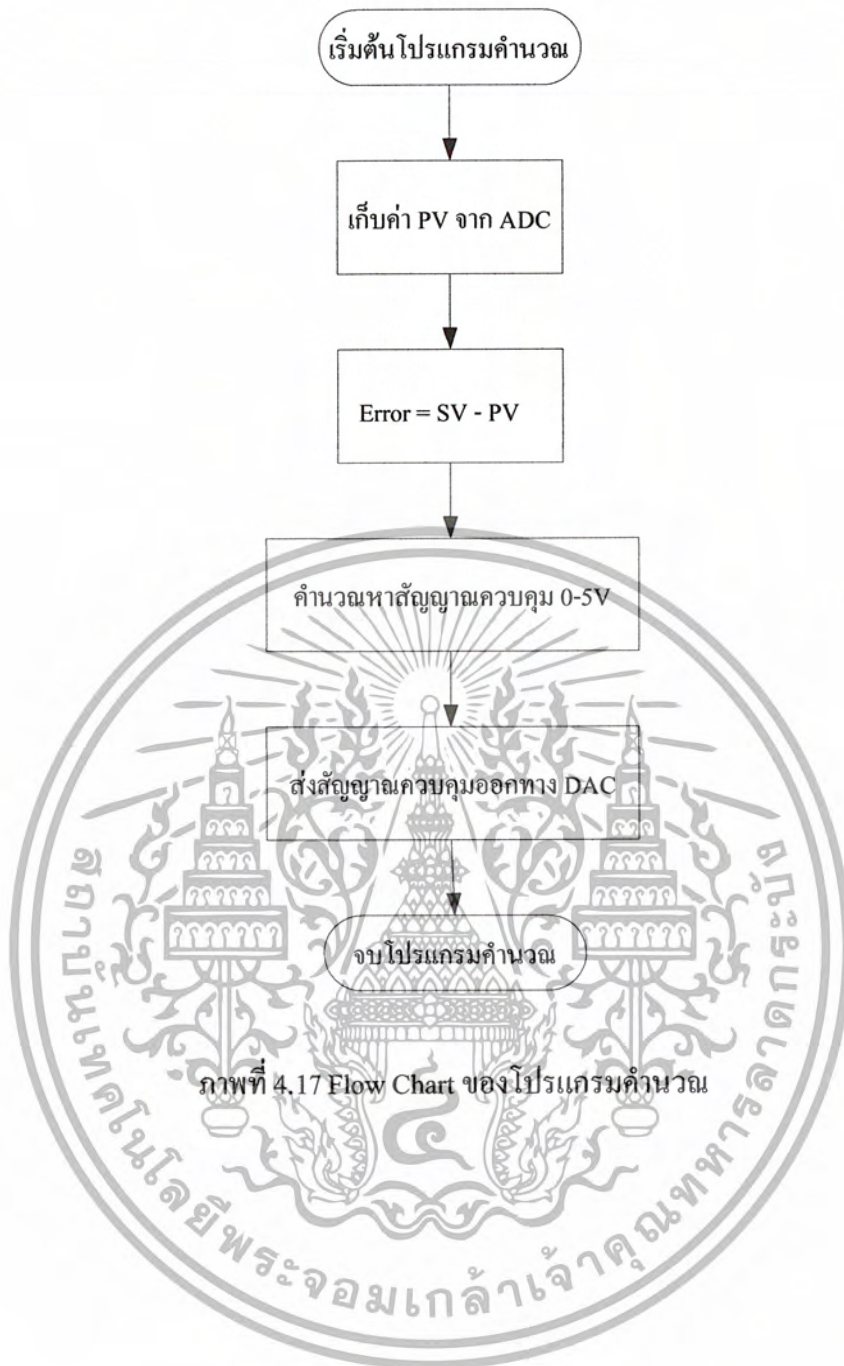 เริ่มต้นโปรแกรมคำนวณ
เก็บค่า PV จาก ADC
Error = SV - PV
คำนวณหาสัญญาณควบคุม 0-5V
ส่งสัญญาณควบคุมออกทาง DAC
จบโปรแกรมคำนวณ
ภาพที่ 4.17 Flow Chart ของโปรแกรมคำนวณ
สถาบันเทคโนโลยีพระจอมเกล้าเจ้าคุณทหารลาดกระบัง